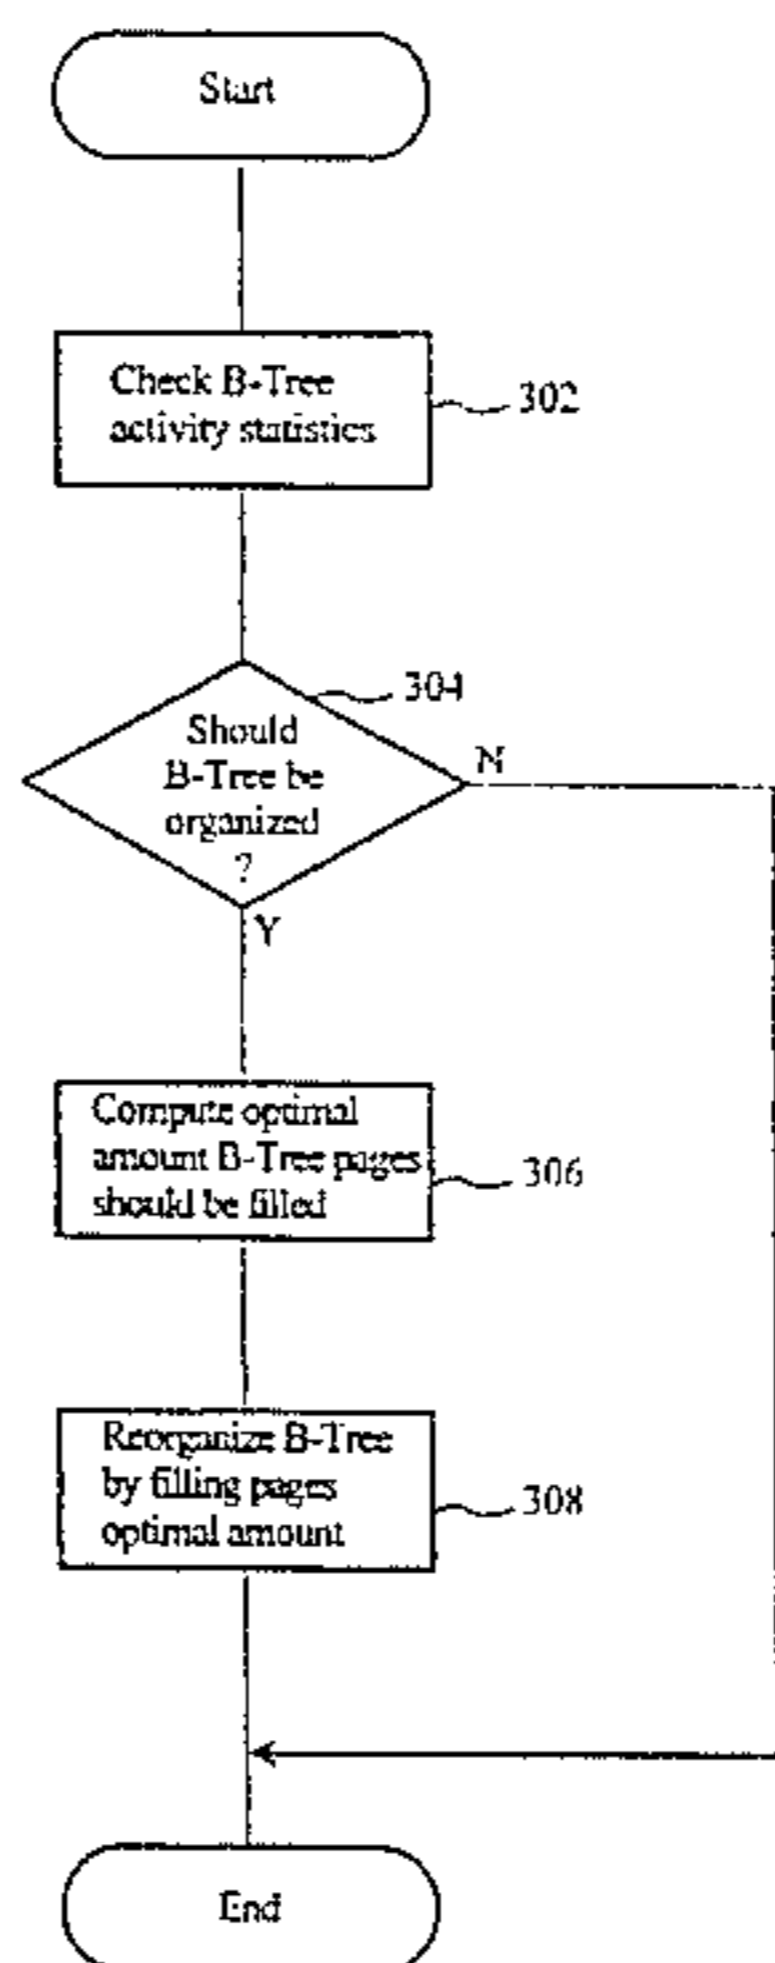 Start
Check B-Tree
activity statistics
302
304
Should
B-Tree be
organized
?
N
Y
Compute optimal
amount B-Tree pages
should be filled
306
Reorganize B-Tree
by filling pages
optimal amount
308
End